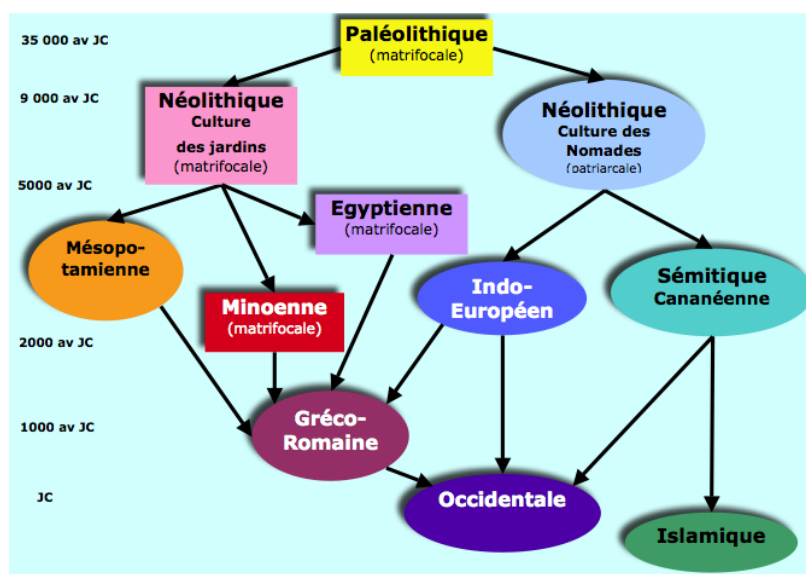 35 000 av JC
Paléolithique
(matrifocale)
9 000 av JC
Néolithique
Culture
des jardins
(matrifocale)
Néolithique
Culture des
Nomades
(patriarcale)
5000 av JC
Egyptienne
(matrifocale)
Mésopo-
tamienne
Minoenne
(matrifocale)
Indo-
Européen
Sémitique
Cananéenne
2000 av JC
1000 av JC
Gréco-
Romaine
JC
Occidentale
Islamique